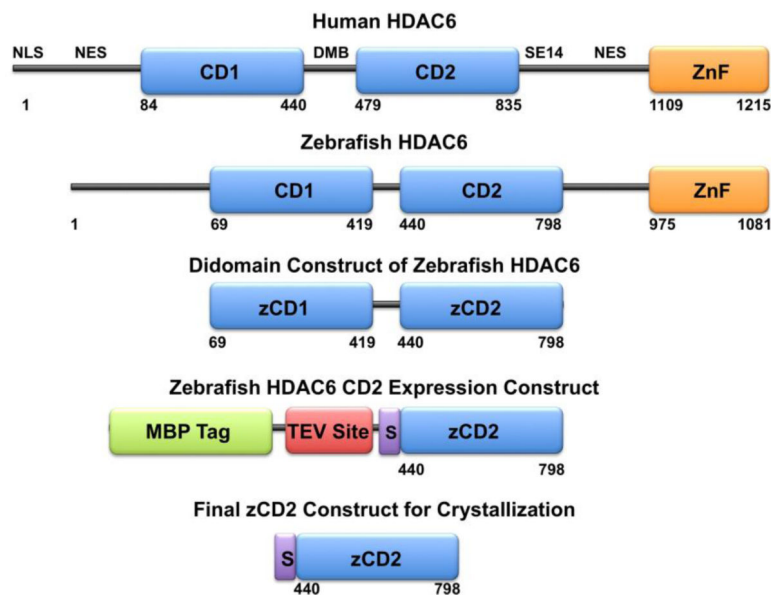 Human HDAC6
NLS NES DMB SE14 NES
CD1 CD2 ZnF
1 84 440 479 835 1109 1215
Zebrafish HDAC6
CD1 CD2 ZnF
1 69 419 440 798 975 1081
Didomain Construct of Zebrafish HDAC6
zCD1 zCD2
69 419 440 798
Zebrafish HDAC6 CD2 Expression Construct
MBP Tag TEV Site S zCD2
440 798
Final zCD2 Construct for Crystallization
S zCD2
440 798